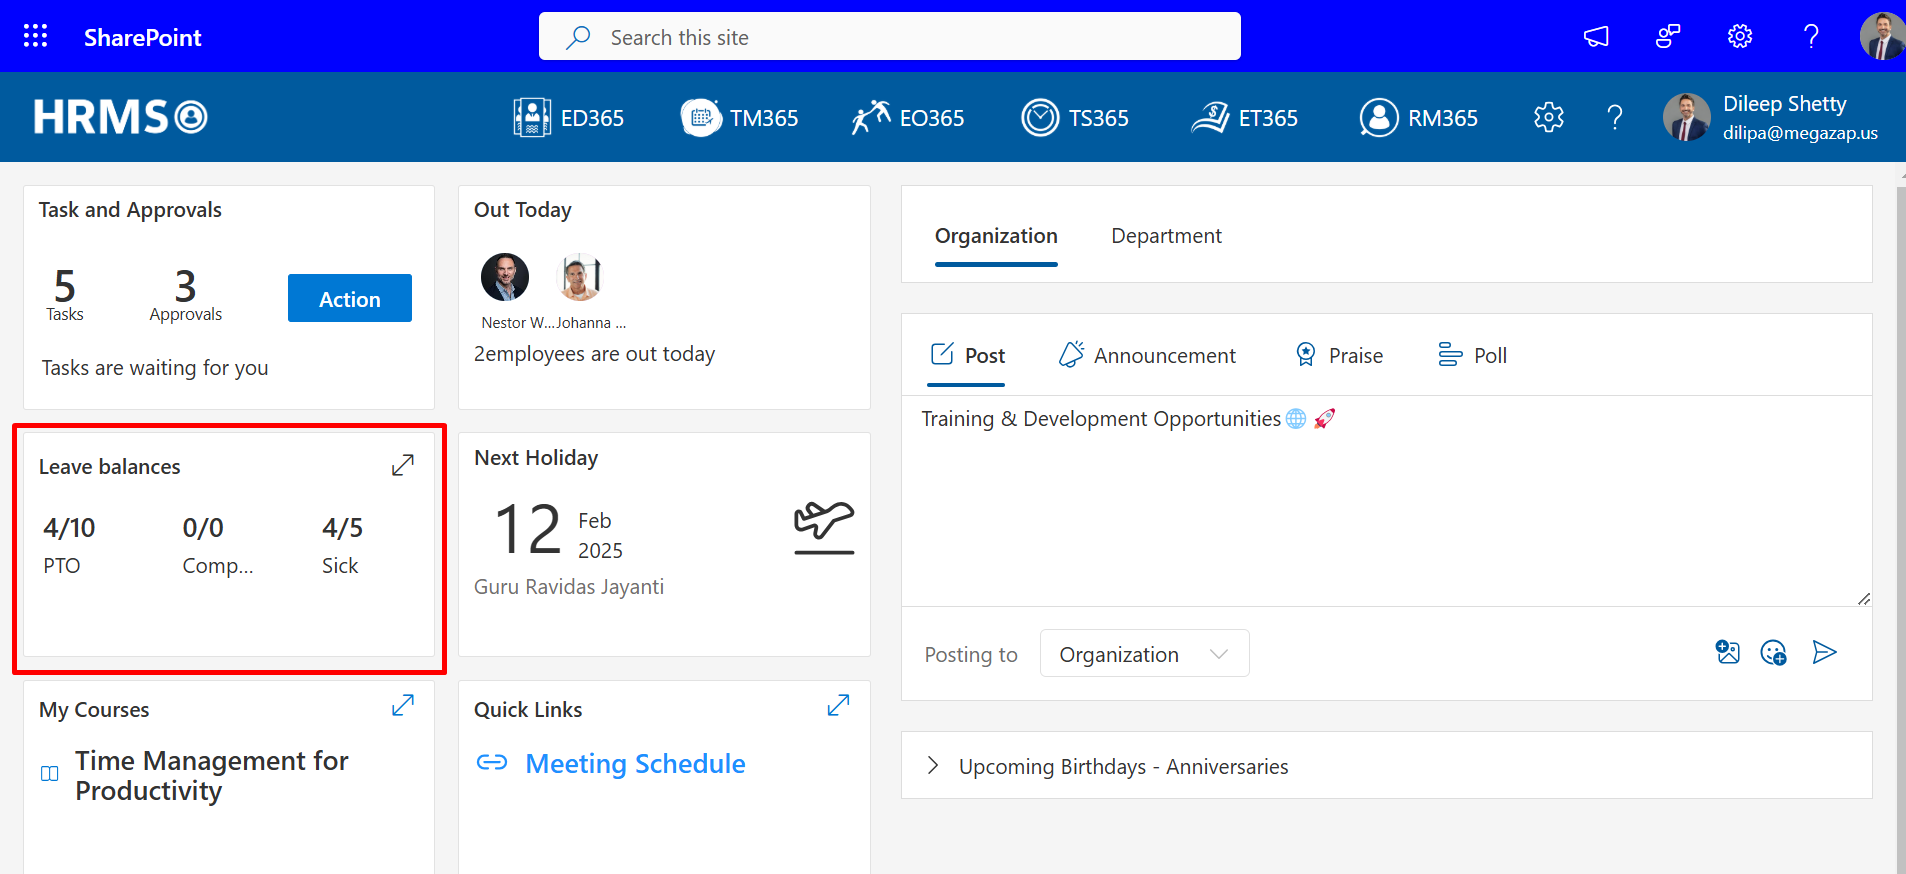 SharePoint
Search this site
HRMS
ED365
TM365
EO365
TS365
ET365
RM365
Dileep Shetty
dilipa@megazap.us
Task and Approvals
5
Tasks
3
Approvals
Action
Tasks are waiting for you
Out Today
Nestor W...
Johanna ...
2employees are out today
Leave balances
4/10
PTO
0/0
Comp...
4/5
Sick
Next Holiday
12
Feb
2025
Guru Ravidas Jayanti
My Courses
Time Management for
Productivity
Quick Links
Meeting Schedule
Organization
Department
Post
Announcement
Praise
Poll
Training & Development Opportunities🌐 🚀
Posting to
Organization
Upcoming Birthdays - Anniversaries